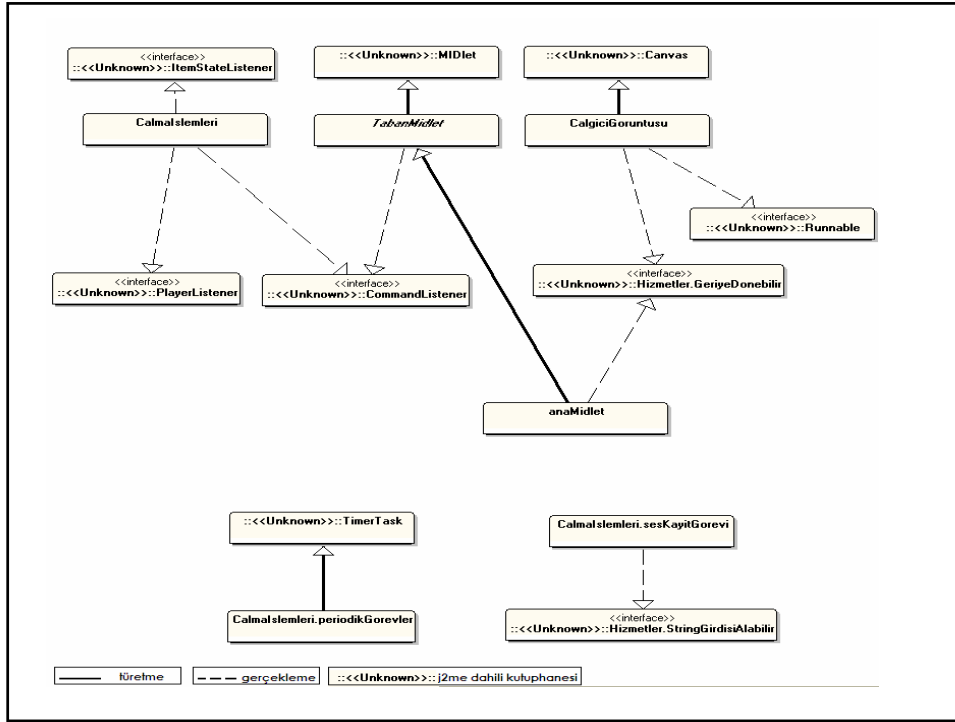 <<interface>>
::<<Unknown>>::ItemStateListener
::<<Unknown>>::MIDlet
::<<Unknown>>::Canvas
CalmaIslemleri
TabanMidlet
CalgiciGoruntusu
<<interface>>
::<<Unknown>>::Runnable
<<interface>>
::<<Unknown>>::PlayerListener
<<interface>>
::<<Unknown>>::CommandListener
<<interface>>
::<<Unknown>>::Hizmetler.GeriyeDonebilir
anaMidlet
::<<Unknown>>::TimerTask
CalmaIslemleri.sesKayitGorevi
CalmaIslemleri.periodikGorevler
<<interface>>
::<<Unknown>>::Hizmetler.StringGirdisiAlabilir
türetme
gerçekleme
::<<Unknown>>::j2me dahili kutuphanesi